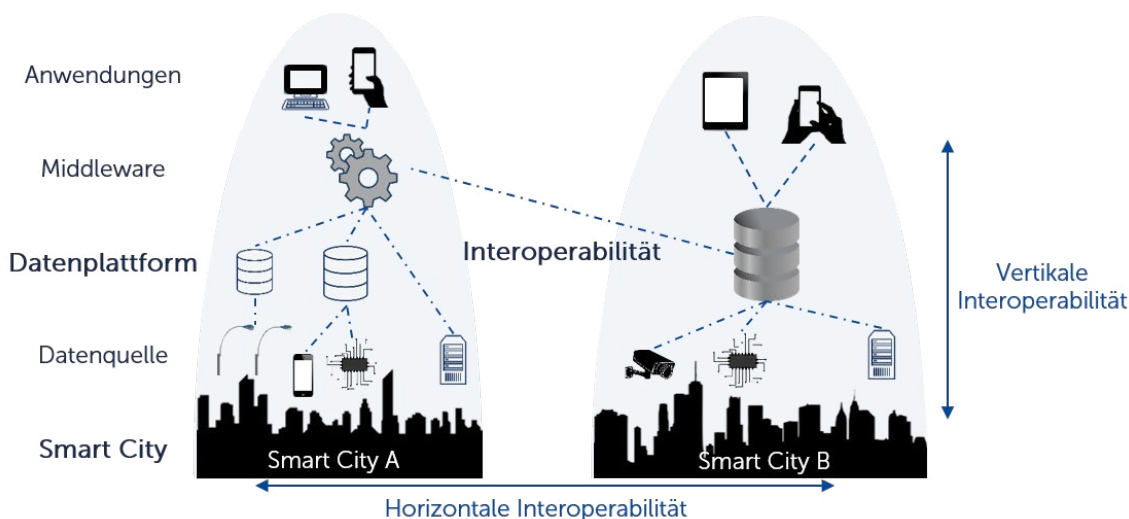 Anwendungen
Middleware
Datenplattform
Interoperabilität
Vertikale
Interoperabilität
Datenquelle
Smart City
Smart City A
Smart City B
Horizontale Interoperabilität